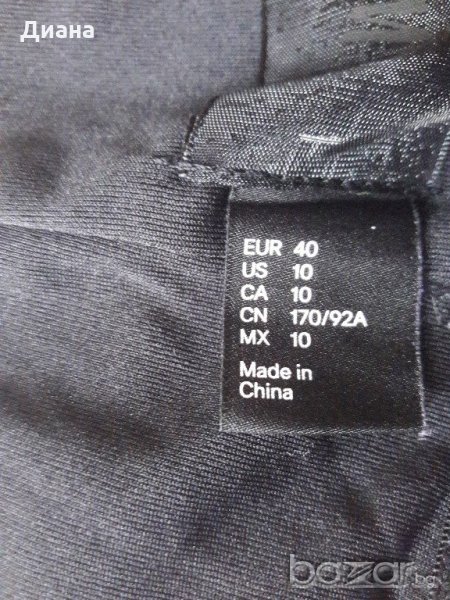 Диана
EUR 40
US 10
CA 10
CN 170/92A
MX 10
Made in
China
bazar.bg